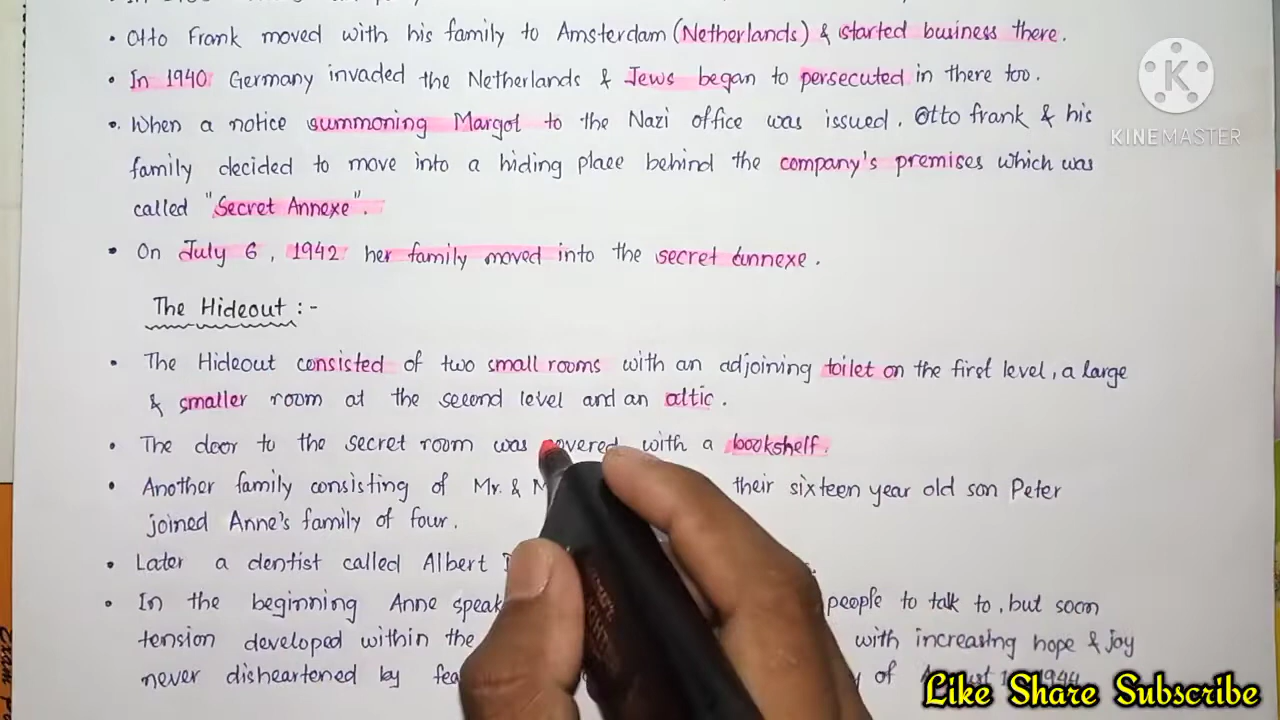 • Otto Frank moved with his family to Amsterdam (Netherlands) & started business there.
• In 1940 Germany invaded the Netherlands & Jews began to persecuted in there too.
• When a notice summoning Margot to the Nazi office was issued. Otto frank & his
family decided to move into a hiding place behind the company's premises which was
called "Secret Annexe".
• On July 6, 1942 her family moved into the secret annexe.
The Hideout :-
• The Hideout consisted of two small rooms with an adjoining toilet on the first level, a large
& smaller room at the second level and an attic.
• The door to the secret room was covered with a bookshelf.
• Another family consisting of Mr. & their sixteen year old son Peter
joined Anne's family of four.
• Later a dentist called Albert
• In the beginning Anne people to talk to, but soon
tension developed within the with increasing hope & joy
never disheartened by of August
KINEMASTER
Like Share Subscribe